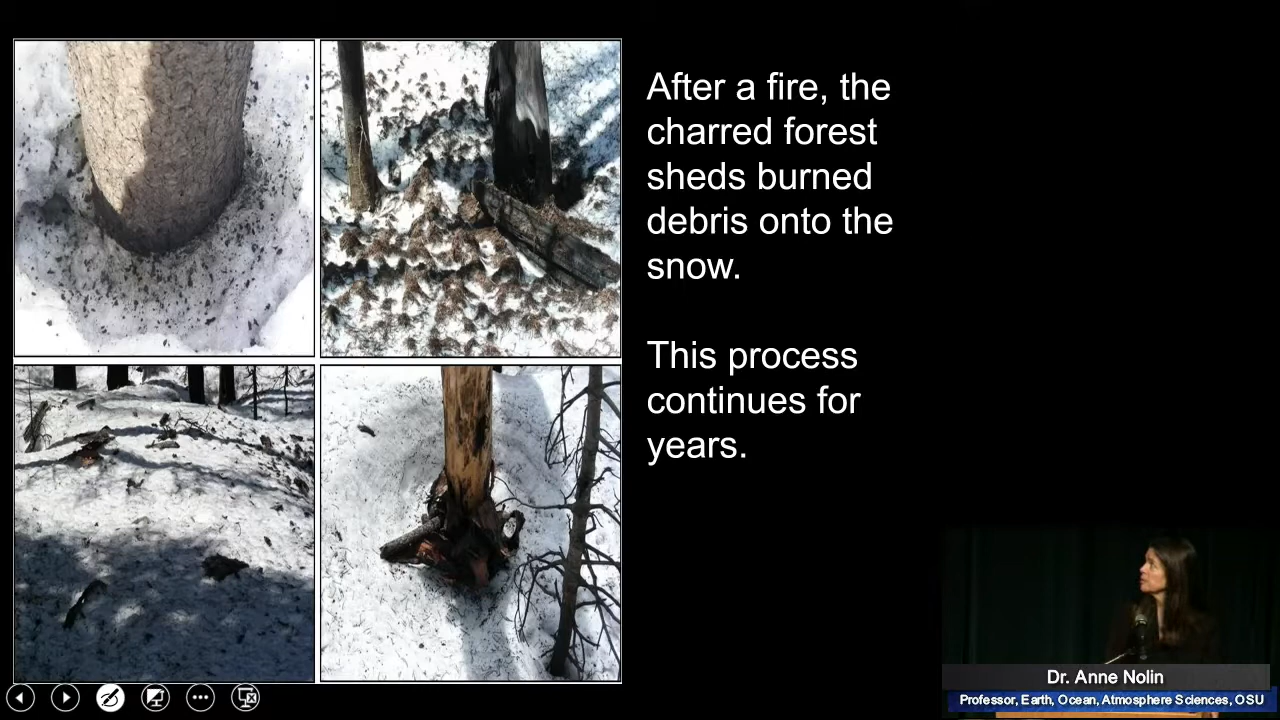 After a fire, the
charred forest
sheds burned
debris onto the
snow.
This process
continues for
years.
Dr. Anne Nolin
Professor, Earth, Ocean, Atmosphere Sciences, OSU